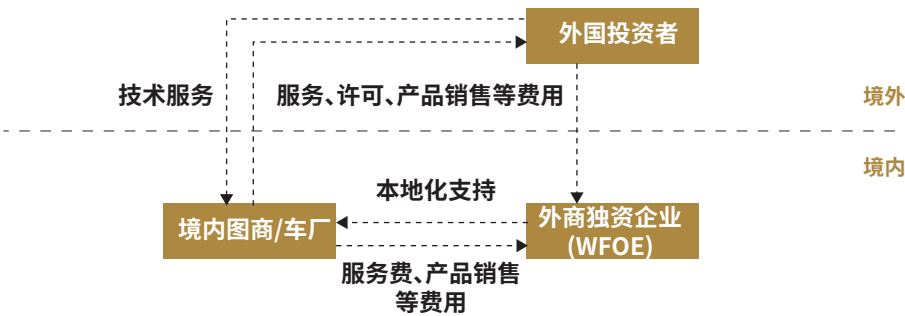 外国投资者
技术服务
服务、许可、产品销售等费用
境外
境内
本地化支持
境内图商/车厂
外商独资企业
(WFOE)
服务费、产品销售
等费用